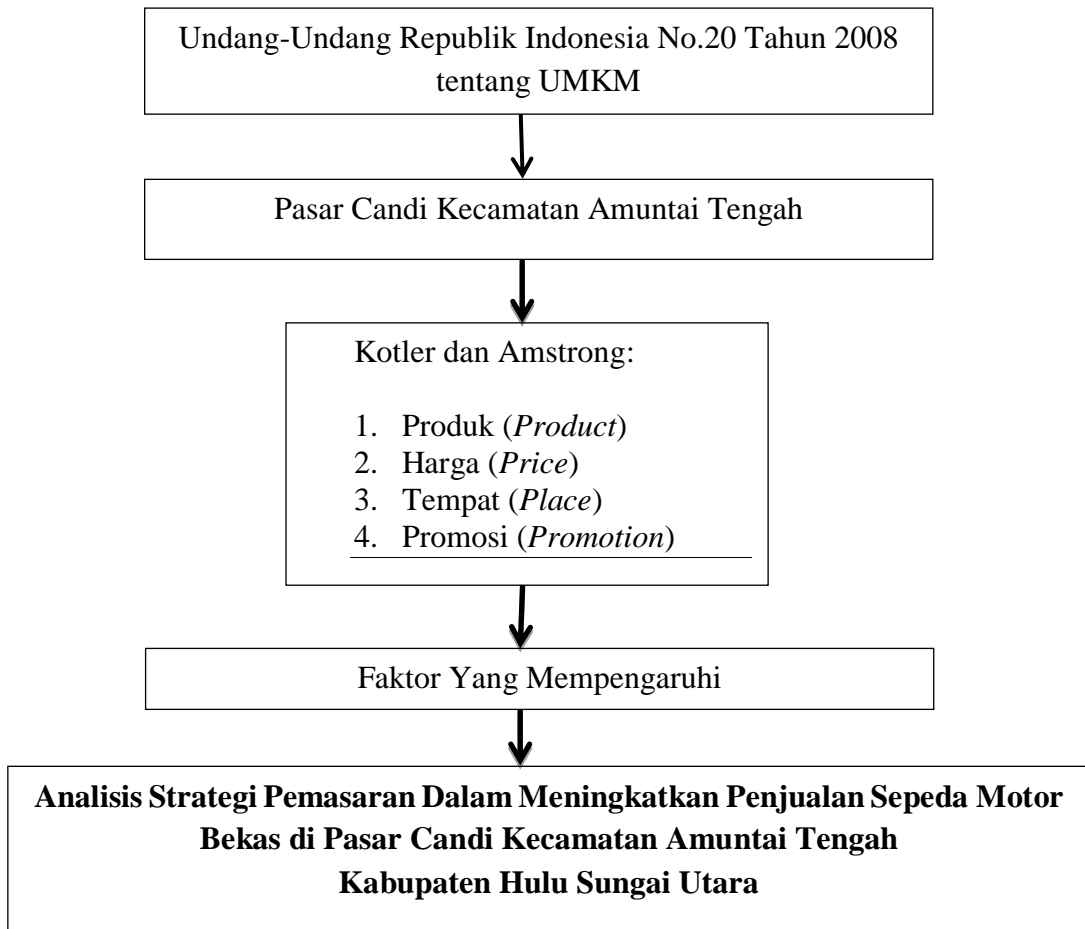 Undang-Undang Republik Indonesia No.20 Tahun 2008
tentang UMKM
Pasar Candi Kecamatan Amuntai Tengah
Kotler dan Amstrong:
1. Produk (Product)
2. Harga (Price)
3. Tempat (Place)
4. Promosi (Promotion)
Faktor Yang Mempengaruhi
Analisis Strategi Pemasaran Dalam Meningkatkan Penjualan Sepeda Motor
Bekas di Pasar Candi Kecamatan Amuntai Tengah
Kabupaten Hulu Sungai Utara